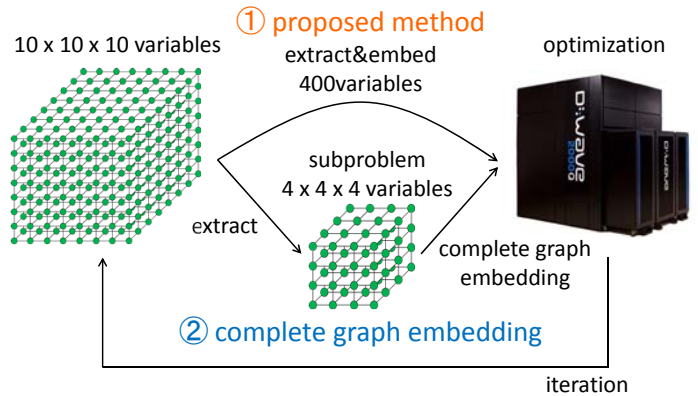 ① proposed method
10 x 10 x 10 variables
extract&embed
400variables
optimization
subproblem
4 x 4 x 4 variables
extract
complete graph
embedding
② complete graph embedding
iteration
D:Wave
2000Q
D:Wave